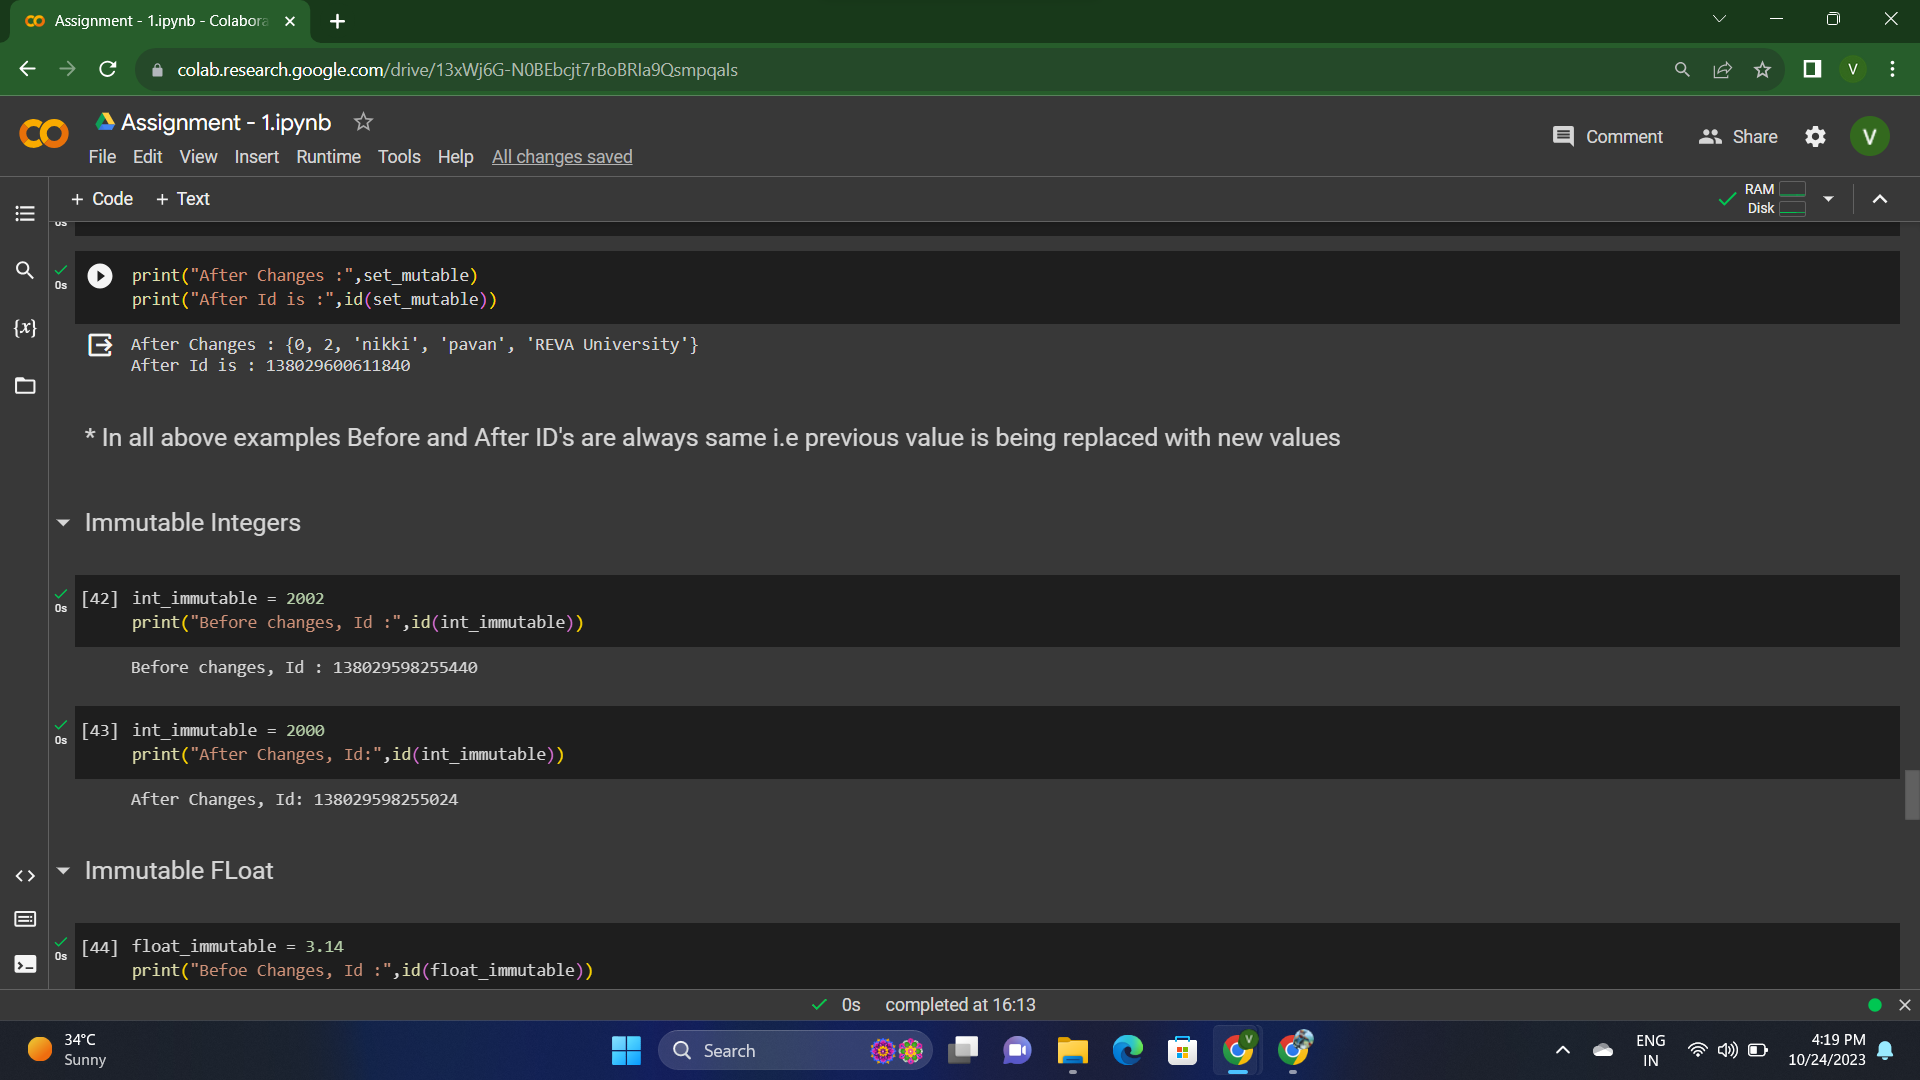 Assignment - 1.ipynb - Colabora
colab.research.google.com/drive/13xWj6G-N0BEbcjt7rBoBRIa9Qsmpqals
V
Assignment - 1.ipynb
File Edit View Insert Runtime Tools Help All changes saved
Comment Share V
+ Code + Text
RAM
Disk
0s
print("After Changes :",set_mutable)
print("After Id is :",id(set_mutable))
0s
After Changes : {0, 2, 'nikki', 'pavan', 'REVA University'}
After Id is : 138029600611840
{x}
* In all above examples Before and After ID's are always same i.e previous value is being replaced with new values
Immutable Integers
[42] int_immutable = 2002
print("Before changes, Id :",id(int_immutable))
0s
Before changes, Id : 138029598255440
[43] int_immutable = 2000
print("After Changes, Id:",id(int_immutable))
0s
After Changes, Id: 138029598255024
Immutable FLoat
[44] float_immutable = 3.14
print("Befoe Changes, Id :",id(float_immutable))
0s
0s completed at 16:13
34°C
Sunny
Search
V
ENG
IN
4:19 PM
10/24/2023